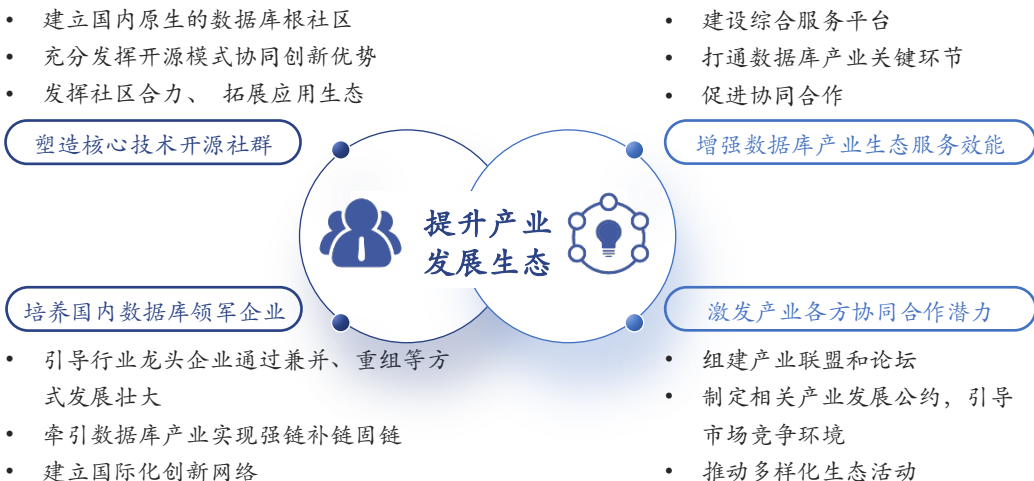 • 建立国内原生的数据库根社区
• 充分发挥开源模式协同创新优势
• 发挥社区合力、 拓展应用生态
塑造核心技术开源社群
• 建设综合服务平台
• 打通数据库产业关键环节
• 促进协同合作
增强数据库产业生态服务效能
提升产业
发展生态
培养国内数据库领军企业
• 引导行业龙头企业通过兼并、重组等方
式发展壮大
• 牵引数据库产业实现强链补链固链
• 建立国际化创新网络
激发产业各方协同合作潜力
• 组建产业联盟和论坛
• 制定相关产业发展公约，引导
市场竞争环境
• 推动多样化生态活动